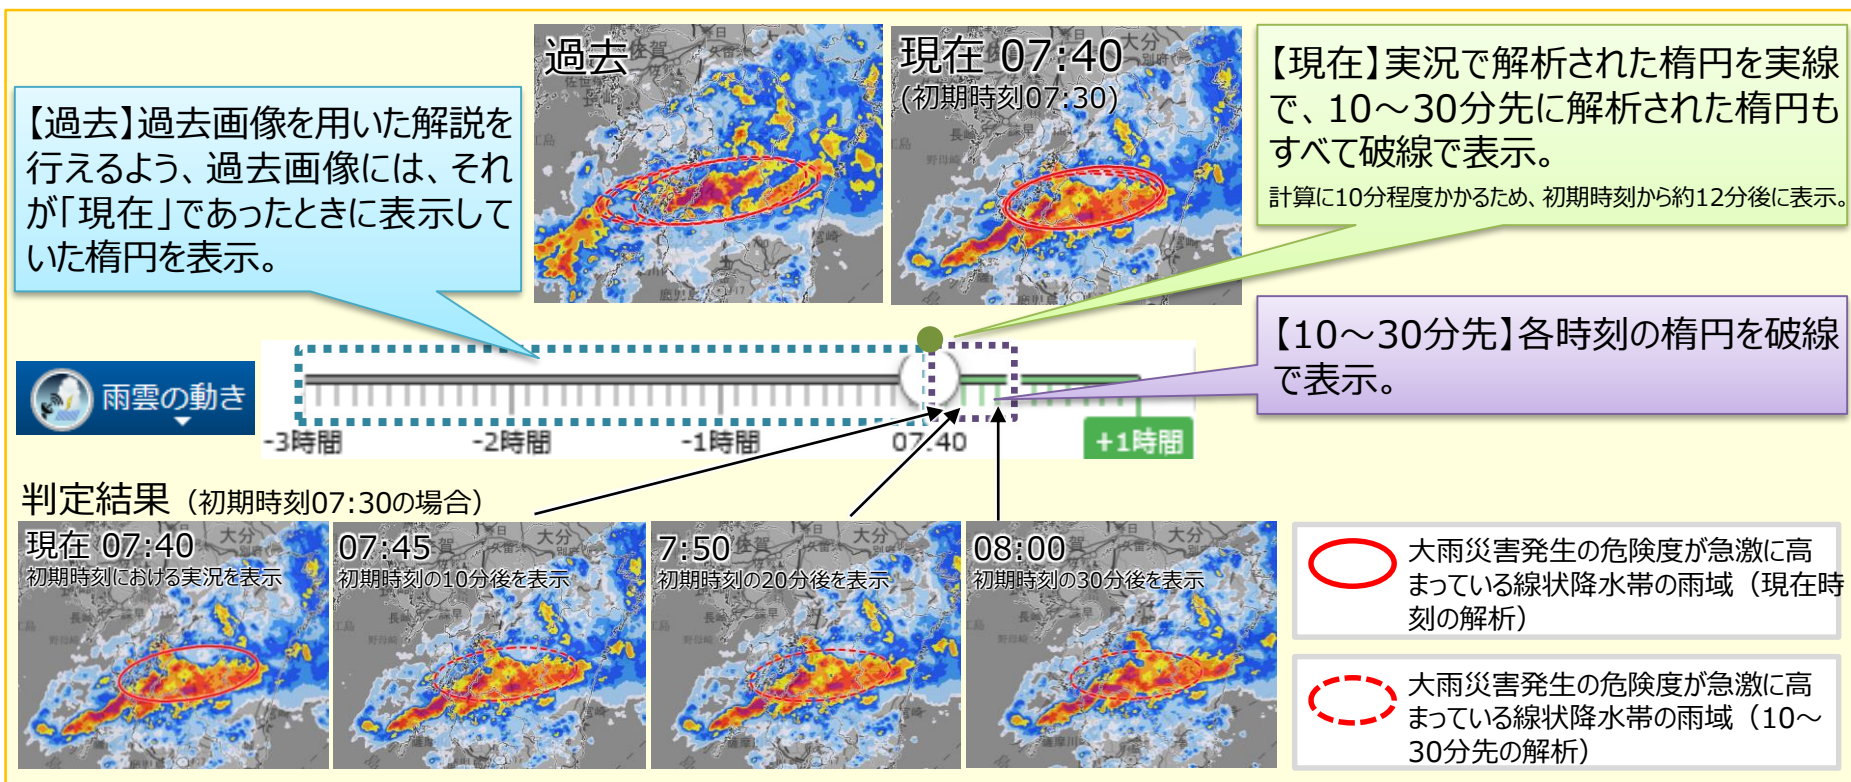 【過去】過去画像を用いた解説を
行えるよう、過去画像には、それ
が「現在」であったときに表示して
いた楕円を表示。
過去
現在 07:40
(初期時刻07:30)
【現在】実況で解析された楕円を実線
で、10～30分先に解析された楕円も
すべて破線で表示。
計算に10分程度かかるため、初期時刻から約12分後に表示。
【10～30分先】各時刻の楕円を破線
で表示。
雨雲の動き
-3時間
-2時間
-1時間
07:40
+1時間
判定結果（初期時刻07:30の場合）
現在 07:40
初期時刻における実況を表示
07:45
初期時刻の10分後を表示
7:50
初期時刻の20分後を表示
08:00
初期時刻の30分後を表示
大雨災害発生の危険度が急激に高
まっている線状降水帯の雨域（現在時
刻の解析）
大雨災害発生の危険度が急激に高
まっている線状降水帯の雨域（10～
30分先の解析）